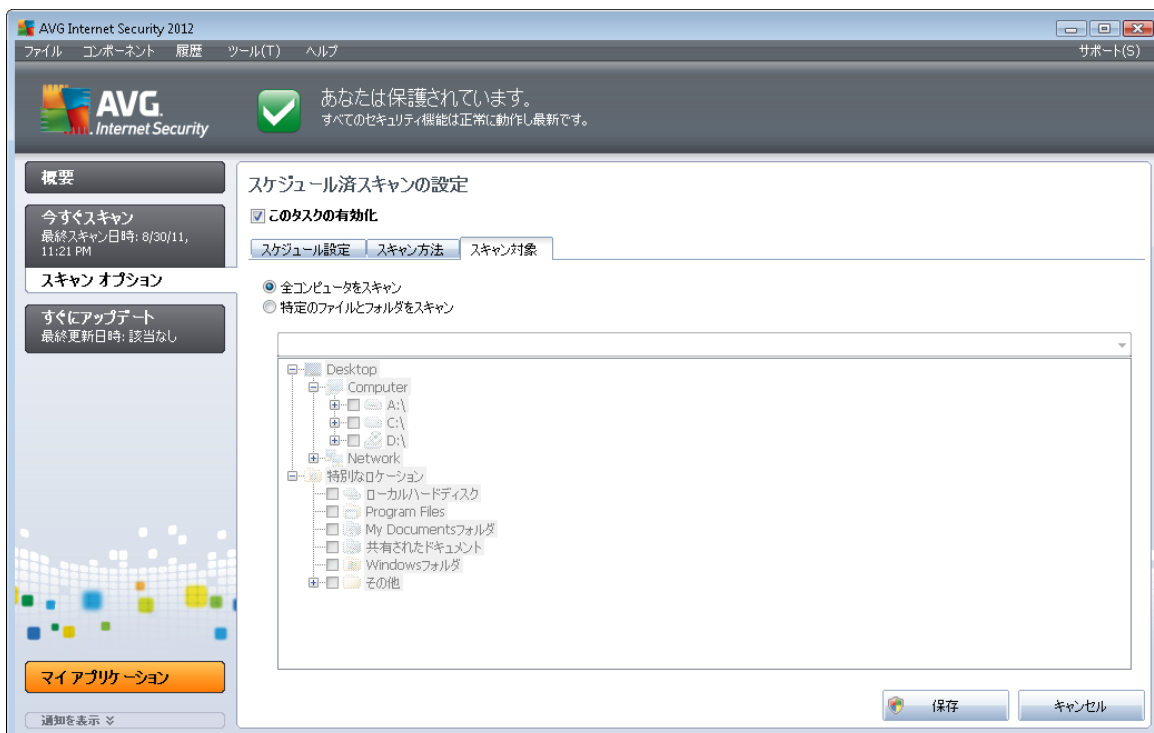 AVG Internet Security 2012
ファイル コンポーネント 履歴 ツール(T) ヘルプ サポート(S)
AVG.
Internet Security
あなたは保護されています。
すべてのセキュリティ機能は正常に動作し最新です。
概要
今すぐスキャン
最終スキャン日時: 8/30/11,
11:21 PM
スキャン オプション
すぐにアップデート
最終更新日時: 該当なし
マイ アプリケーション
通知を表示
スケジュール済スキャンの設定
このタスクの有効化
スケジュール設定 スキャン方法 スキャン対象
全コンピュータをスキャン
特定のファイルとフォルダをスキャン
Desktop
Computer
A:\
C:\
D:\
Network
特別なロケーション
ローカルハードディスク
Program Files
My Documentsフォルダ
共有されたドキュメント
Windowsフォルダ
その他
保存 キャンセル